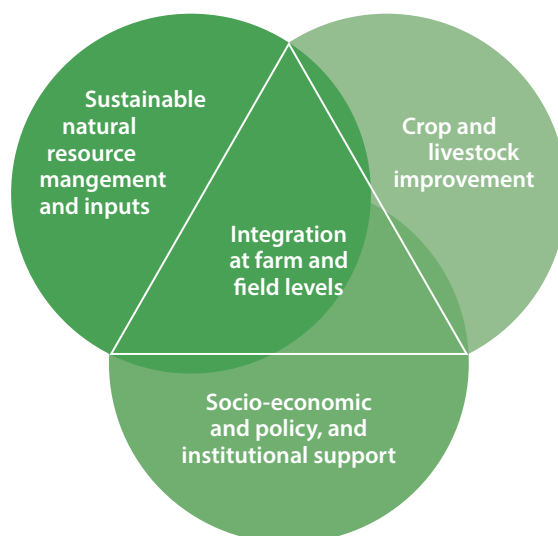 Sustainable
natural
resource
mangement
and inputs
Crop and
livestock
improvement
Integration
at farm and
field levels
Socio-economic
and policy, and
institutional support